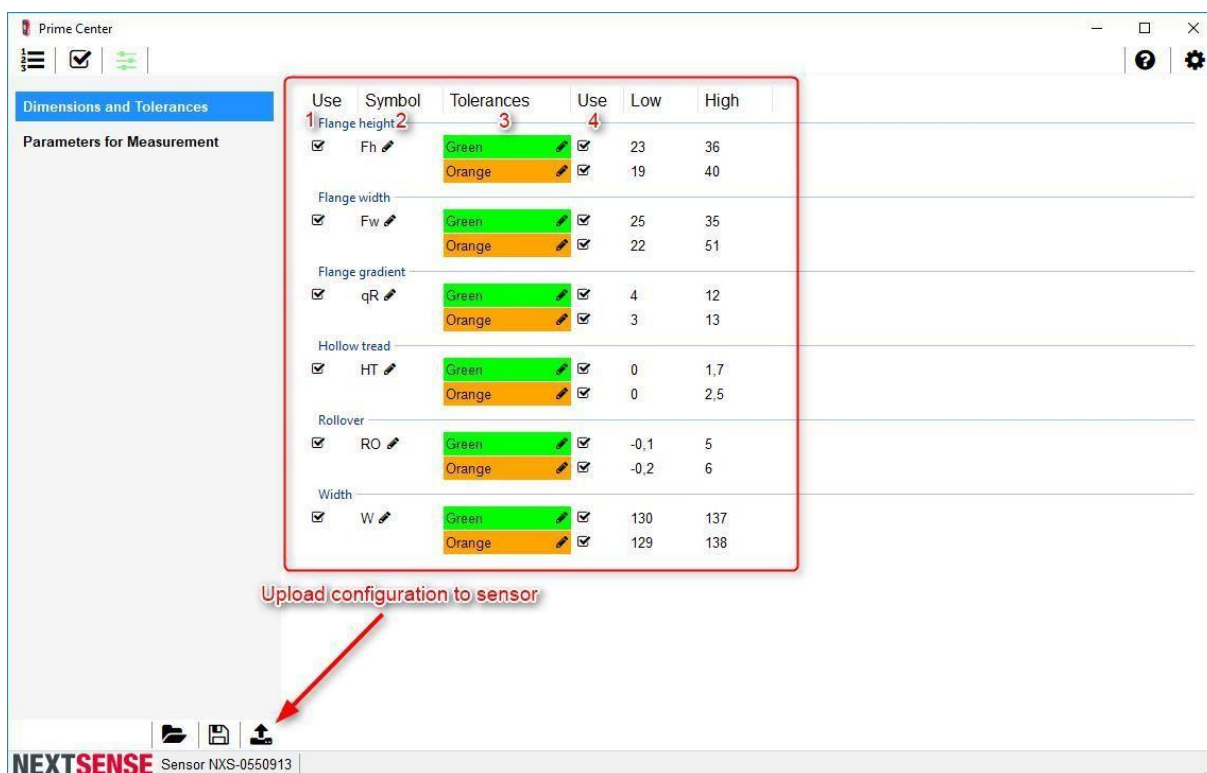 Prime Center
Dimensions and Tolerances
Parameters for Measurement
Use Symbol Tolerances Use Low High
1 2 3 4
Flange height
Fh Green 23 36
Orange 19 40
Flange width
Fw Green 25 35
Orange 22 51
Flange gradient
qR Green 4 12
Orange 3 13
Hollow tread
HT Green 0 1,7
Orange 0 2,5
Rollover
RO Green -0,1 5
Orange -0,2 6
Width
W Green 130 137
Orange 129 138
Upload configuration to sensor
NEXTSENSE Sensor NXS-0550913